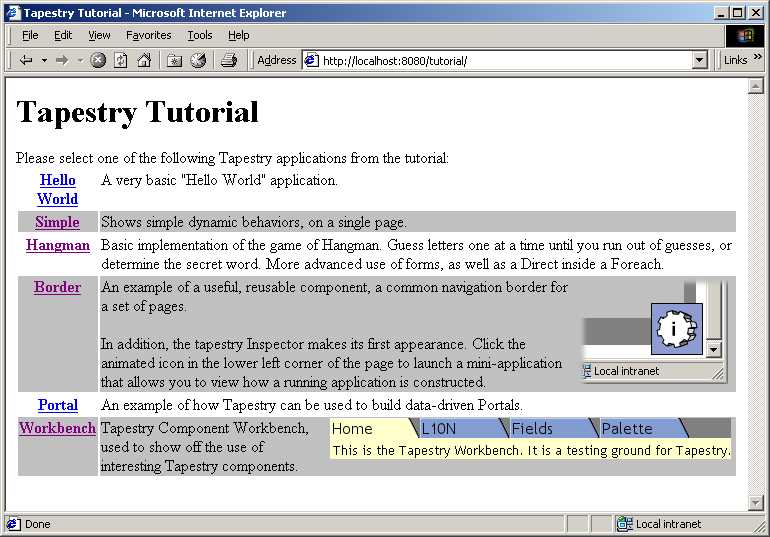 Tapestry Tutorial - Microsoft Internet Explorer
File Edit View Favorites Tools Help
Address http://localhost:8080/tutorial/ Links »
Tapestry Tutorial
Please select one of the following Tapestry applications from the tutorial:
Hello World
A very basic "Hello World" application.
Simple
Shows simple dynamic behaviors, on a single page.
Hangman
Basic implementation of the game of Hangman. Guess letters one at a time until you run out of guesses, or
determine the secret word. More advanced use of forms, as well as a Direct inside a Foreach.
Border
An example of a useful, reusable component, a common navigation border for
a set of pages.
In addition, the tapestry Inspector makes its first appearance. Click the
animated icon in the lower left corner of the page to launch a mini-application
that allows you to view how a running application is constructed.
i
Local intranet
Portal
An example of how Tapestry can be used to build data-driven Portals.
Workbench
Tapestry Component Workbench,
used to show off the use of
interesting Tapestry components.
Home L10N Fields Palette
This is the Tapestry Workbench. It is a testing ground for Tapestry.
Done Local intranet